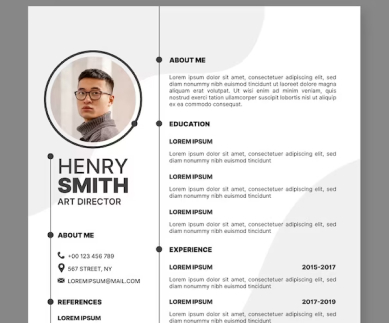 HENRY
SMITH
ART DIRECTOR
ABOUT ME
+00 123 456 789
567 STREET, NY
LOREMIPSUM@MAIL.COM
REFERENCES
LOREM IPSUM
ABOUT ME
Lorem ipsum dolor sit amet, consectetuer adipiscing elit, sed
diam nonummy nibh euismod tincidunt ut laoreet dolore magna
aliquam erat volutpat. Ut wisi enim ad minim veniam, quis
nostrud exerci tation ullamcorper suscipit lobortis nisl ut aliquip
ex ea commodo consequat.
EDUCATION
LOREM IPSUM
Lorem ipsum dolor sit amet, consectetuer adipiscing elit, sed
diam nonummy nibh euismod tincidunt
LOREM IPSUM
Lorem ipsum dolor sit amet, consectetuer adipiscing elit, sed
diam nonummy nibh euismod tincidunt
LOREM IPSUM
Lorem ipsum dolor sit amet, consectetuer adipiscing elit, sed
diam nonummy nibh euismod tincidunt
EXPERIENCE
LOREM IPSUM 2015-2017
Lorem ipsum dolor sit amet, consectetuer adipiscing elit, sed
diam nonummy nibh euismod tincidunt.
LOREM IPSUM 2017-2019
Lorem ipsum dolor sit amet, consectetuer adipiscing elit, sed